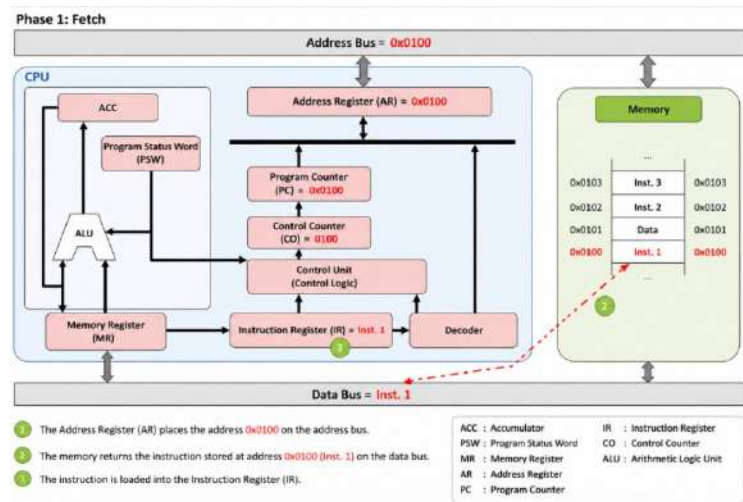 Phase 1: Fetch
Address Bus = 0x0100
CPU
ACC
Program Status Word
(PSW)
ALU
Memory Register
(MR)
Address Register (AR) = 0x0100
Program Counter
(PC) = 0x0100
Control Counter
(CO) = 0100
Control Unit
(Control Logic)
Instruction Register (IR) = Inst. 1
3
Decoder
Memory
...
0x0103 Inst. 3 0x0103
0x0102 Inst. 2 0x0102
0x0101 Data 0x0101
0x0100 Inst. 1 0x0100
...
2
Data Bus = Inst. 1
The Address Register (AR) places the address 0x0100 on the address bus.
The memory returns the instruction stored at address 0x0100 (Inst. 1) on the data bus.
The instruction is loaded into the Instruction Register (IR).
ACC : Accumulator
PSW : Program Status Word
MR : Memory Register
AR : Address Register
PC : Program Counter
IR : Instruction Register
CO : Control Counter
ALU : Arithmetic Logic Unit